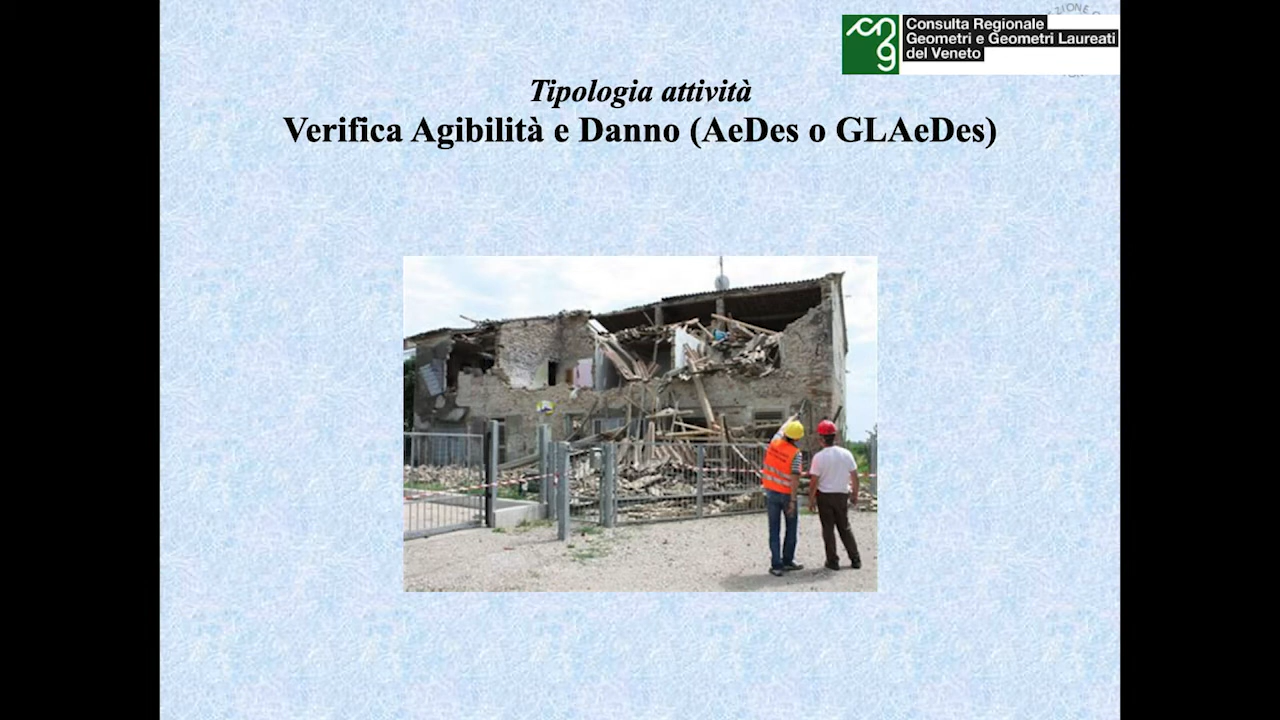 Consulta Regionale
Geometri e Geometri Laureati
del Veneto
Tipologia attività
Verifica Agibilità e Danno (AeDes o GLAeDes)